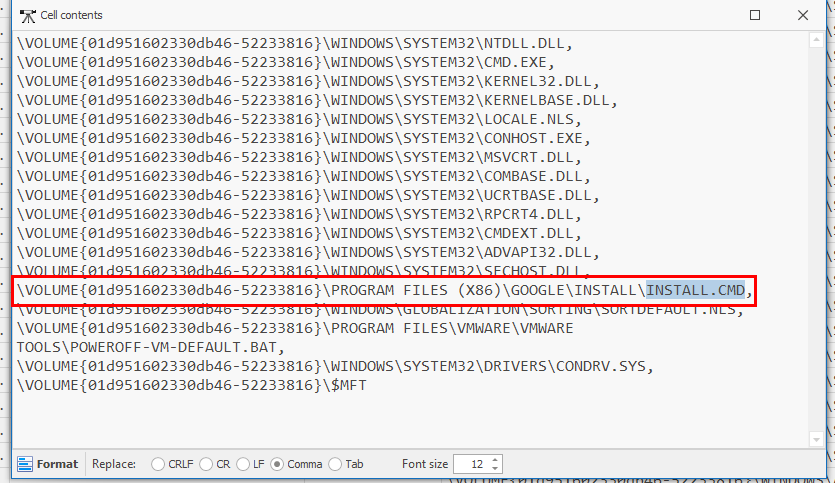 Cell contents
\VOLUME{01d951602330db46-52233816}\WINDOWS\SYSTEM32\NTDLL.DLL,
\VOLUME{01d951602330db46-52233816}\WINDOWS\SYSTEM32\CMD.EXE,
\VOLUME{01d951602330db46-52233816}\WINDOWS\SYSTEM32\KERNEL32.DLL,
\VOLUME{01d951602330db46-52233816}\WINDOWS\SYSTEM32\KERNELBASE.DLL,
\VOLUME{01d951602330db46-52233816}\WINDOWS\SYSTEM32\LOCALE.NLS,
\VOLUME{01d951602330db46-52233816}\WINDOWS\SYSTEM32\CONHOST.EXE,
\VOLUME{01d951602330db46-52233816}\WINDOWS\SYSTEM32\MSVCRT.DLL,
\VOLUME{01d951602330db46-52233816}\WINDOWS\SYSTEM32\COMBASE.DLL,
\VOLUME{01d951602330db46-52233816}\WINDOWS\SYSTEM32\UCRTBASE.DLL,
\VOLUME{01d951602330db46-52233816}\WINDOWS\SYSTEM32\RPCRT4.DLL,
\VOLUME{01d951602330db46-52233816}\WINDOWS\SYSTEM32\CMDEXT.DLL,
\VOLUME{01d951602330db46-52233816}\WINDOWS\SYSTEM32\ADVAPI32.DLL,
\VOLUME{01d951602330db46-52233816}\WINDOWS\SYSTEM32\SECHOST.DLL,
\VOLUME{01d951602330db46-52233816}\PROGRAM FILES (X86)\GOOGLE\INSTALL\INSTALL.CMD,
\VOLUME{01d951602330db46-52233816}\WINDOWS\GLOBALIZATION\SORTING\SORTDEFAULT.NLS,
\VOLUME{01d951602330db46-52233816}\PROGRAM FILES\VMWARE\VMWARE
TOOLS\POWEROFF-VM-DEFAULT.BAT,
\VOLUME{01d951602330db46-52233816}\WINDOWS\SYSTEM32\DRIVERS\CONDRV.SYS,
\VOLUME{01d951602330db46-52233816}\$MFT
Format Replace: CRLF CR LF Comma Tab Font size 12